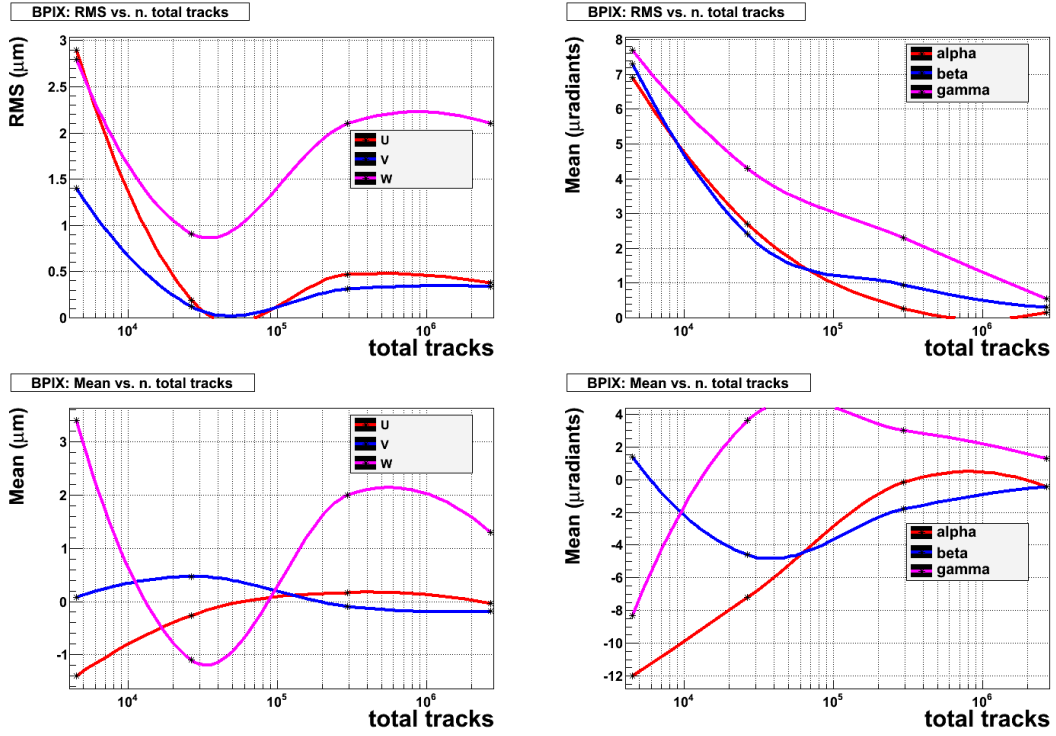 BPIX: RMS vs. n. total tracks
RMS (μm)
3
2.5
2
1.5
1
0.5
0
U
V
W
10⁴
10⁵
10⁶
total tracks
BPIX: RMS vs. n. total tracks
Mean (μradiants)
8
7
6
5
4
3
2
1
0
alpha
beta
gamma
10⁴
10⁵
10⁶
total tracks
BPIX: Mean vs. n. total tracks
Mean (μm)
3
2
1
0
-1
U
V
W
10⁴
10⁵
10⁶
total tracks
BPIX: Mean vs. n. total tracks
Mean (μradiants)
4
2
0
-2
-4
-6
-8
-10
-12
alpha
beta
gamma
10⁴
10⁵
10⁶
total tracks